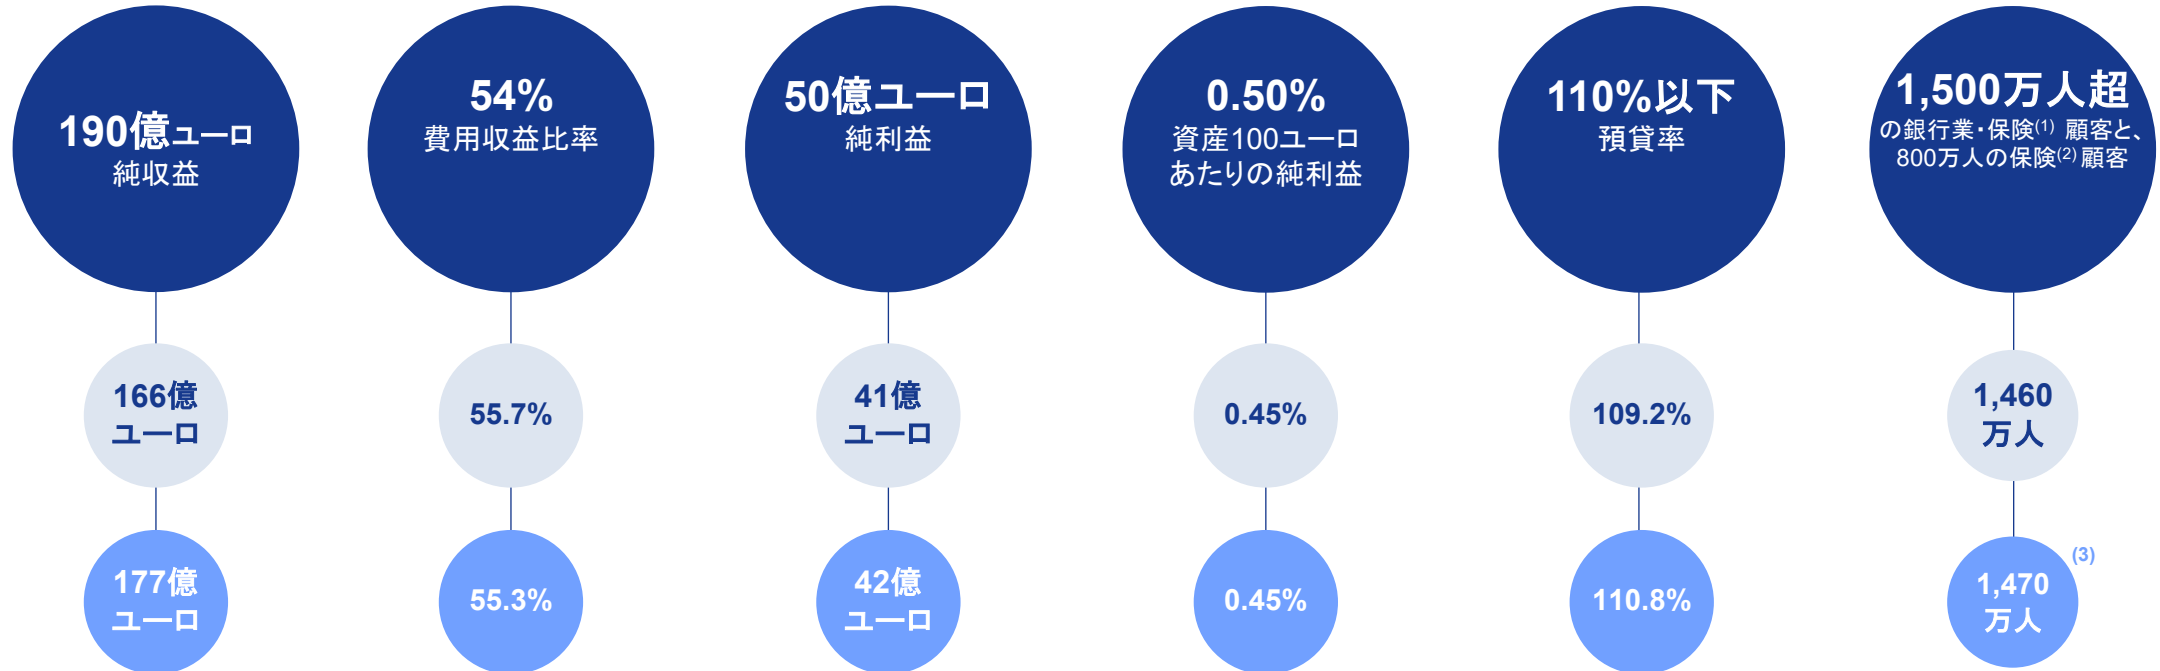 190億ユーロ
純収益
54%
費用収益比率
50億ユーロ
純利益
0.50%
資産100ユーロ
あたりの純利益
110%以下
預貸率
1,500万人超
の銀行業・保険(1) 顧客と、
800万人の保険(2) 顧客
166億
ユーロ
55.7%
41億
ユーロ
0.45%
109.2%
1,460
万人
177億
ユーロ
55.3%
42億
ユーロ
0.45%
110.8%
1,470
万人
(3)